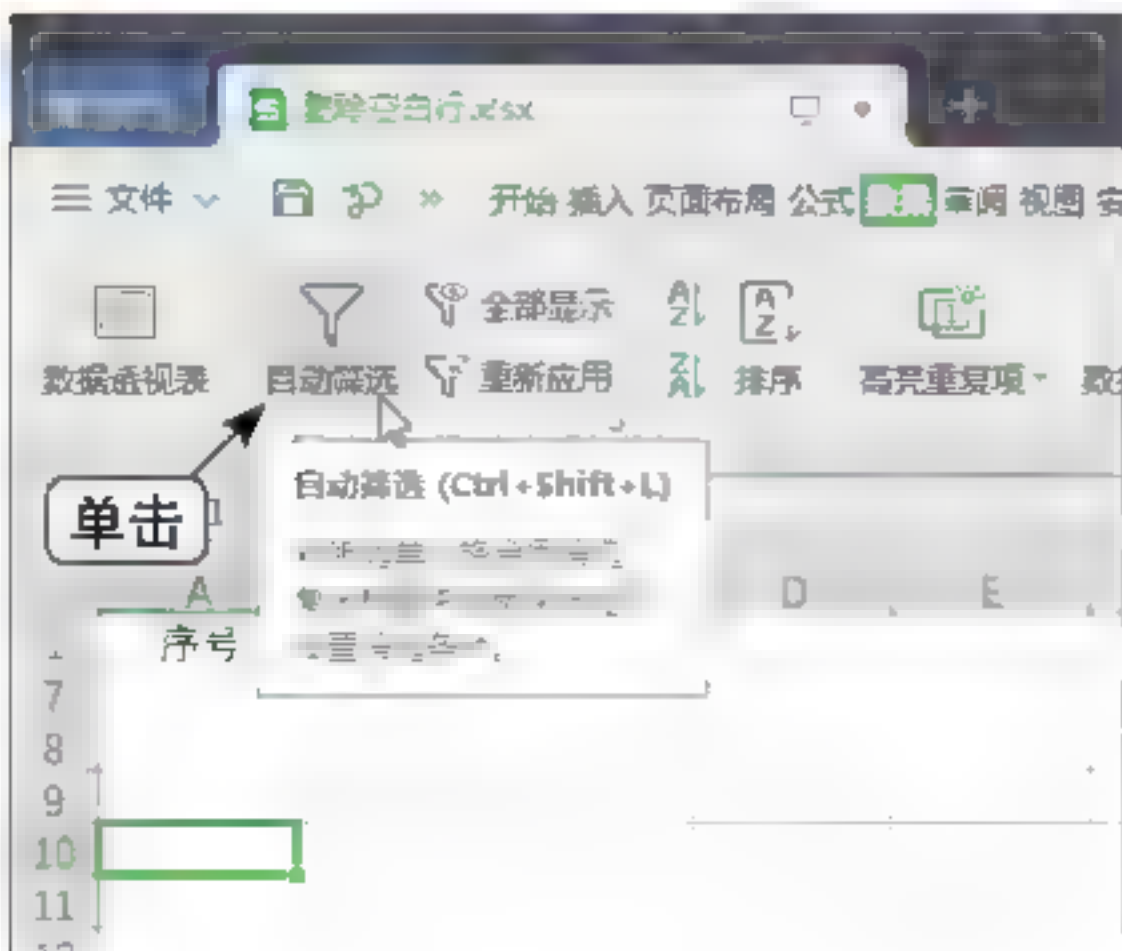 删除空白行.xlsx
文件 开始 插入 页面布局 公式 审阅 视图
全部显示
数据透视表 自动筛选 重新应用 排序 高亮重复项
自动筛选 (Ctrl+Shift+L)
单击
A D E
序号
7
8
9
10
11